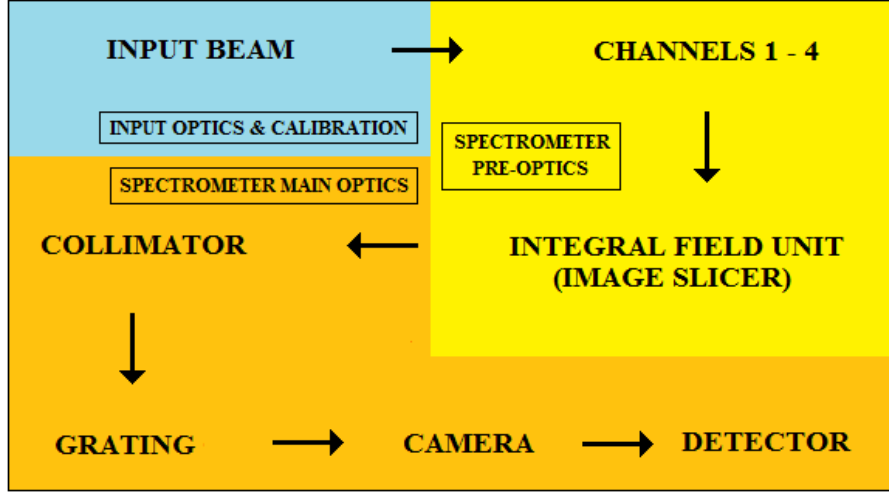 INPUT BEAM
CHANNELS 1 - 4
INPUT OPTICS & CALIBRATION
SPECTROMETER
PRE-OPTICS
SPECTROMETER MAIN OPTICS
COLLIMATOR
INTEGRAL FIELD UNIT
(IMAGE SLICER)
GRATING
CAMERA
DETECTOR